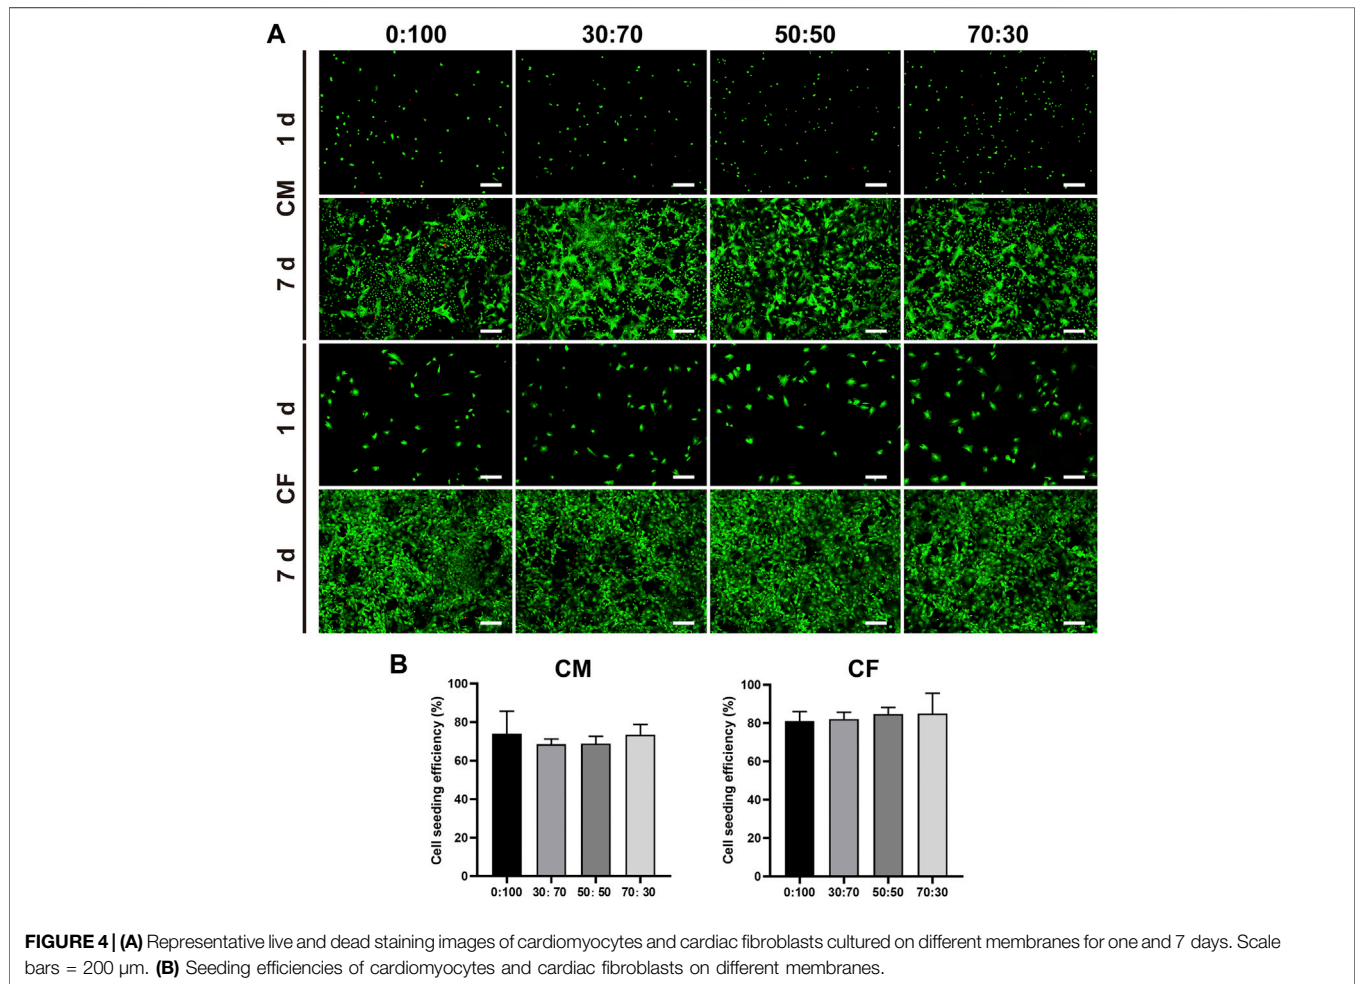 A
0:100 30:70 50:50 70:30
CM
1 d
7 d
CF
1 d
7 d
B
CM
Cell seeding efficiency (%)
100
80
60
40
20
0
0:100 30: 70 50: 50 70: 30
CF
Cell seeding efficiency (%)
100
80
60
40
20
0
0:100 30:70 50:50 70:30
FIGURE 4 | (A) Representative live and dead staining images of cardiomyocytes and cardiac fibroblasts cultured on different membranes for one and 7 days. Scale
bars = 200 μm. (B) Seeding efficiencies of cardiomyocytes and cardiac fibroblasts on different membranes.